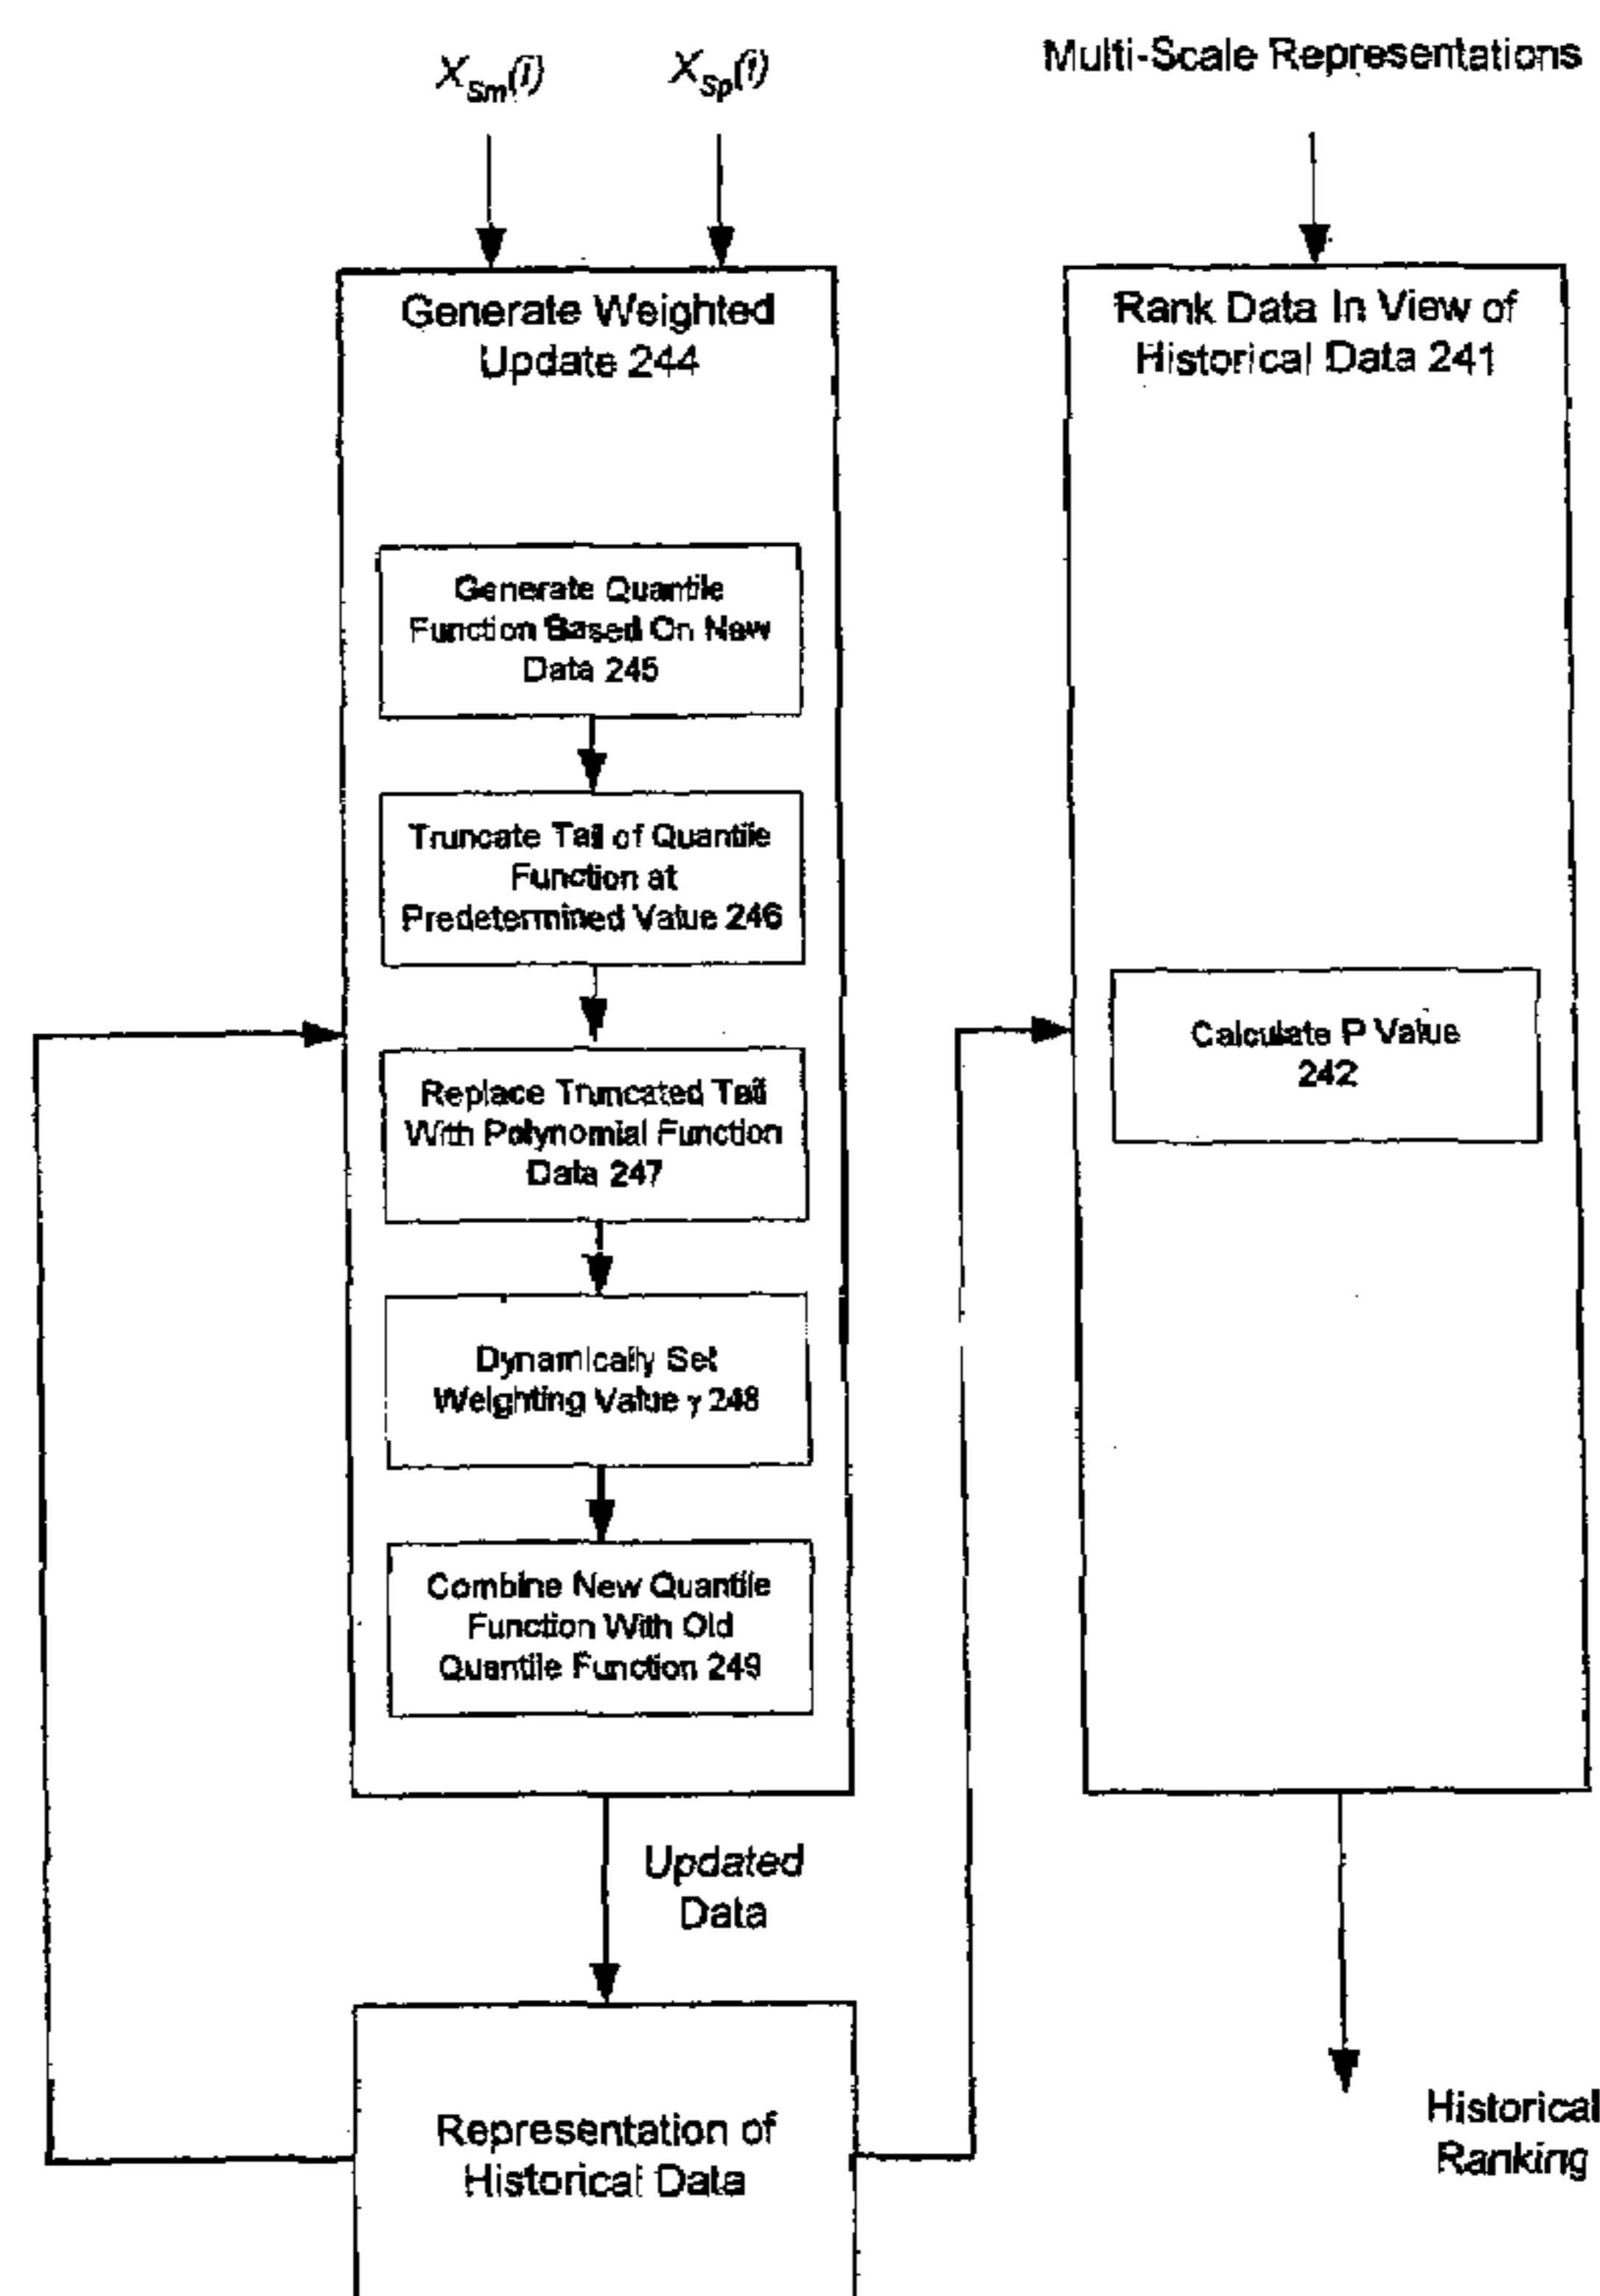 X_Sm(i) X_Sp(i) Multi-Scale Representations
Generate Weighted
Update 244
Generate Quantile
Function Based On New
Data 245
Truncate Tail of Quantile
Function at
Predetermined Value 246
Replace Truncated Tail
With Polynomial Function
Data 247
Dynamically Set
Weighting Value γ 248
Combine New Quantile
Function With Old
Quantile Function 249
Updated
Data
Representation of
Historical Data
Rank Data In View of
Historical Data 241
Calculate P Value
242
Historical
Ranking